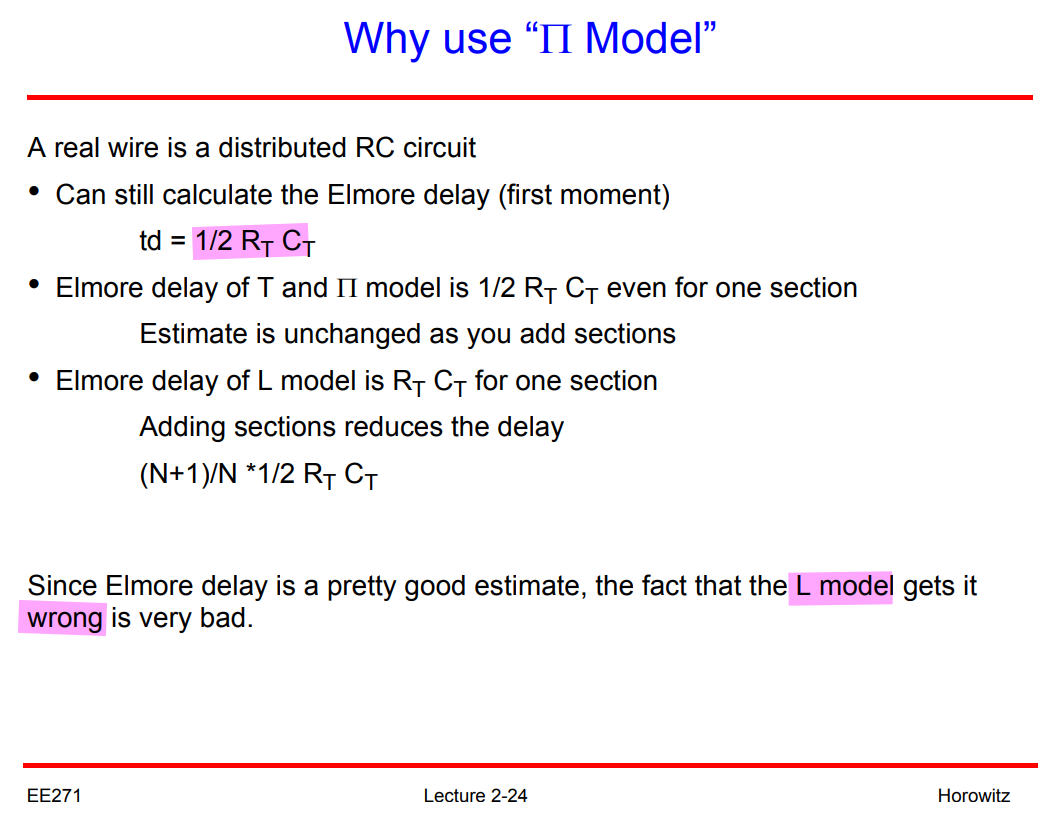 Why use “Π Model”
A real wire is a distributed RC circuit
• Can still calculate the Elmore delay (first moment)
td = 1/2 R_T C_T
• Elmore delay of T and Π model is 1/2 R_T C_T even for one section
Estimate is unchanged as you add sections
• Elmore delay of L model is R_T C_T for one section
Adding sections reduces the delay
(N+1)/N *1/2 R_T C_T
Since Elmore delay is a pretty good estimate, the fact that the L model gets it
wrong is very bad.
EE271 Lecture 2-24 Horowitz